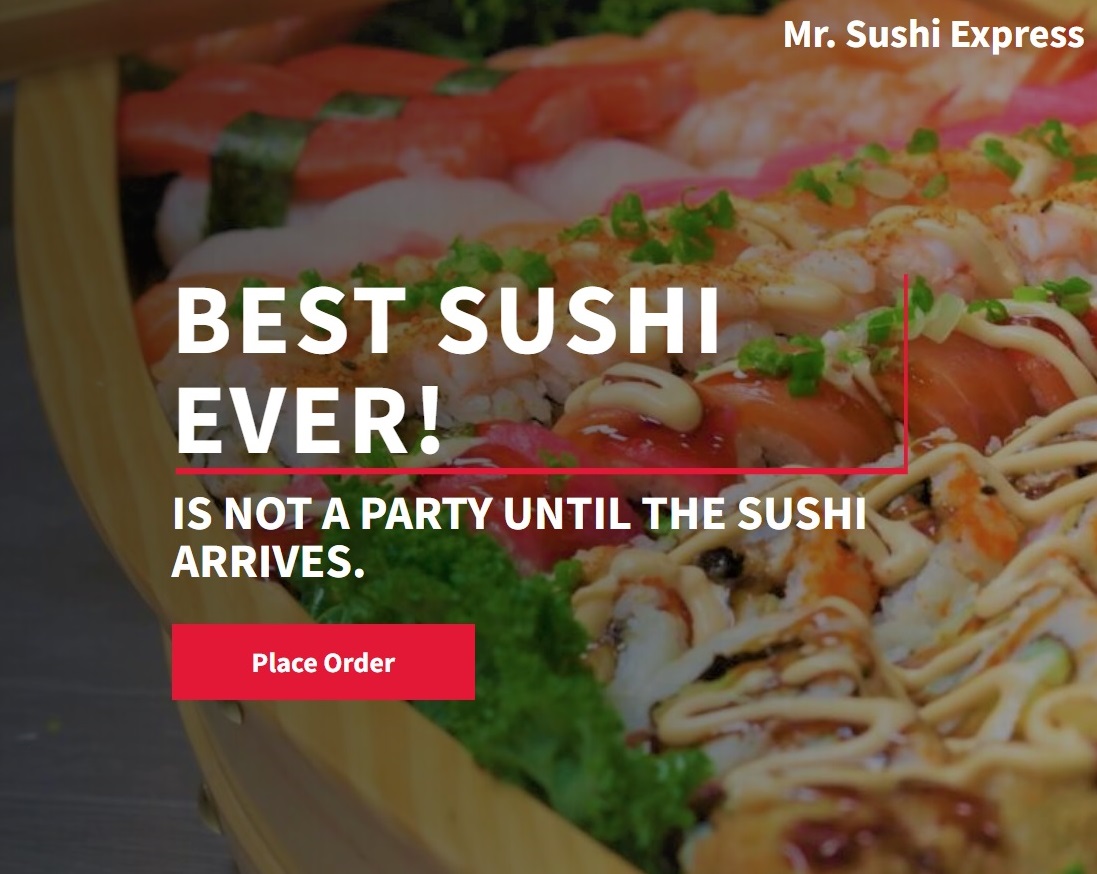 Mr. Sushi Express
BEST SUSHI
EVER!
IS NOT A PARTY UNTIL THE SUSHI
ARRIVES.
Place Order